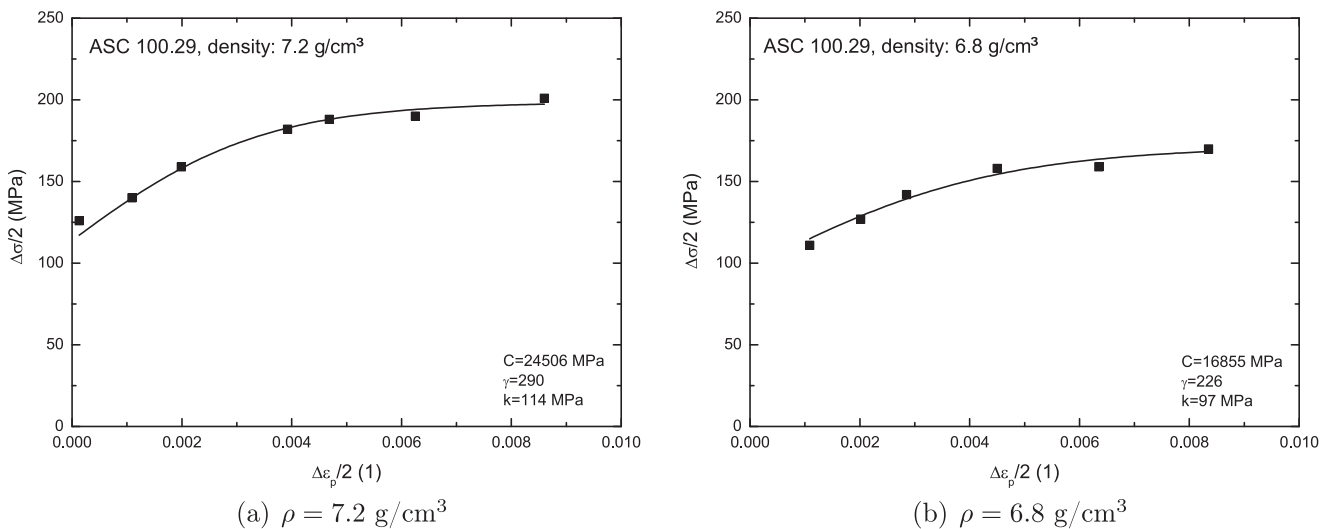 250
200
150
100
50
0
Δσ/2 (MPa)
ASC 100.29, density: 7.2 g/cm³
C=24506 MPa
γ=290
k=114 MPa
0.000 0.002 0.004 0.006 0.008 0.010
Δεp/2 (1)
(a) ρ = 7.2 g/cm³
250
200
150
100
50
0
Δσ/2 (MPa)
ASC 100.29, density: 6.8 g/cm³
C=16855 MPa
γ=226
k=97 MPa
0.000 0.002 0.004 0.006 0.008 0.010
Δεp/2 (1)
(b) ρ = 6.8 g/cm³